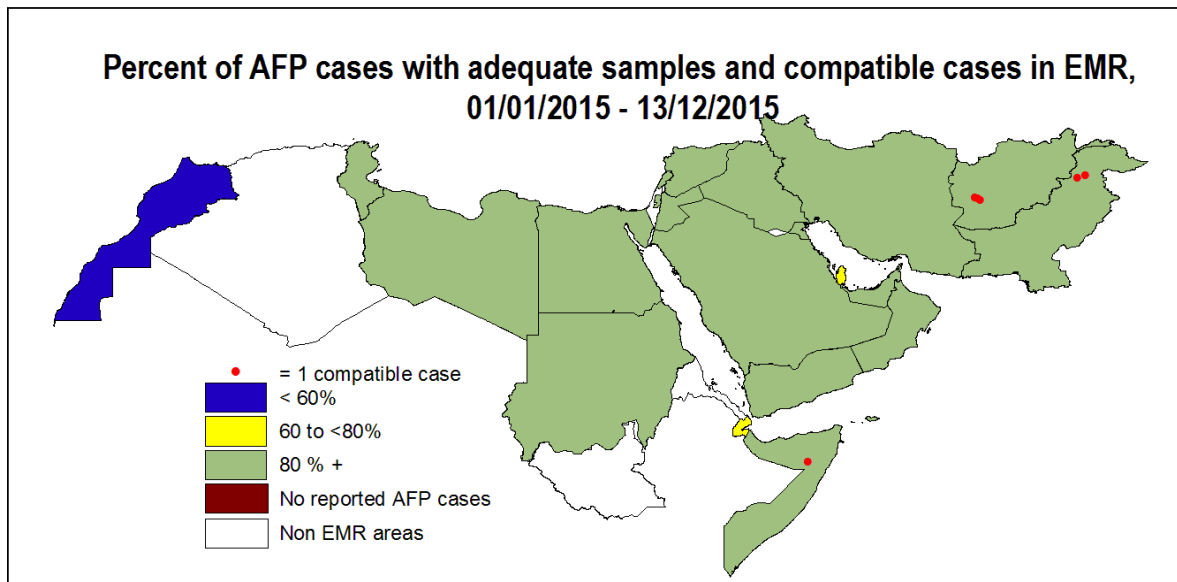 Percent of AFP cases with adequate samples and compatible cases in EMR,
01/01/2015 - 13/12/2015
= 1 compatible case
< 60%
60 to <80%
80 % +
No reported AFP cases
Non EMR areas